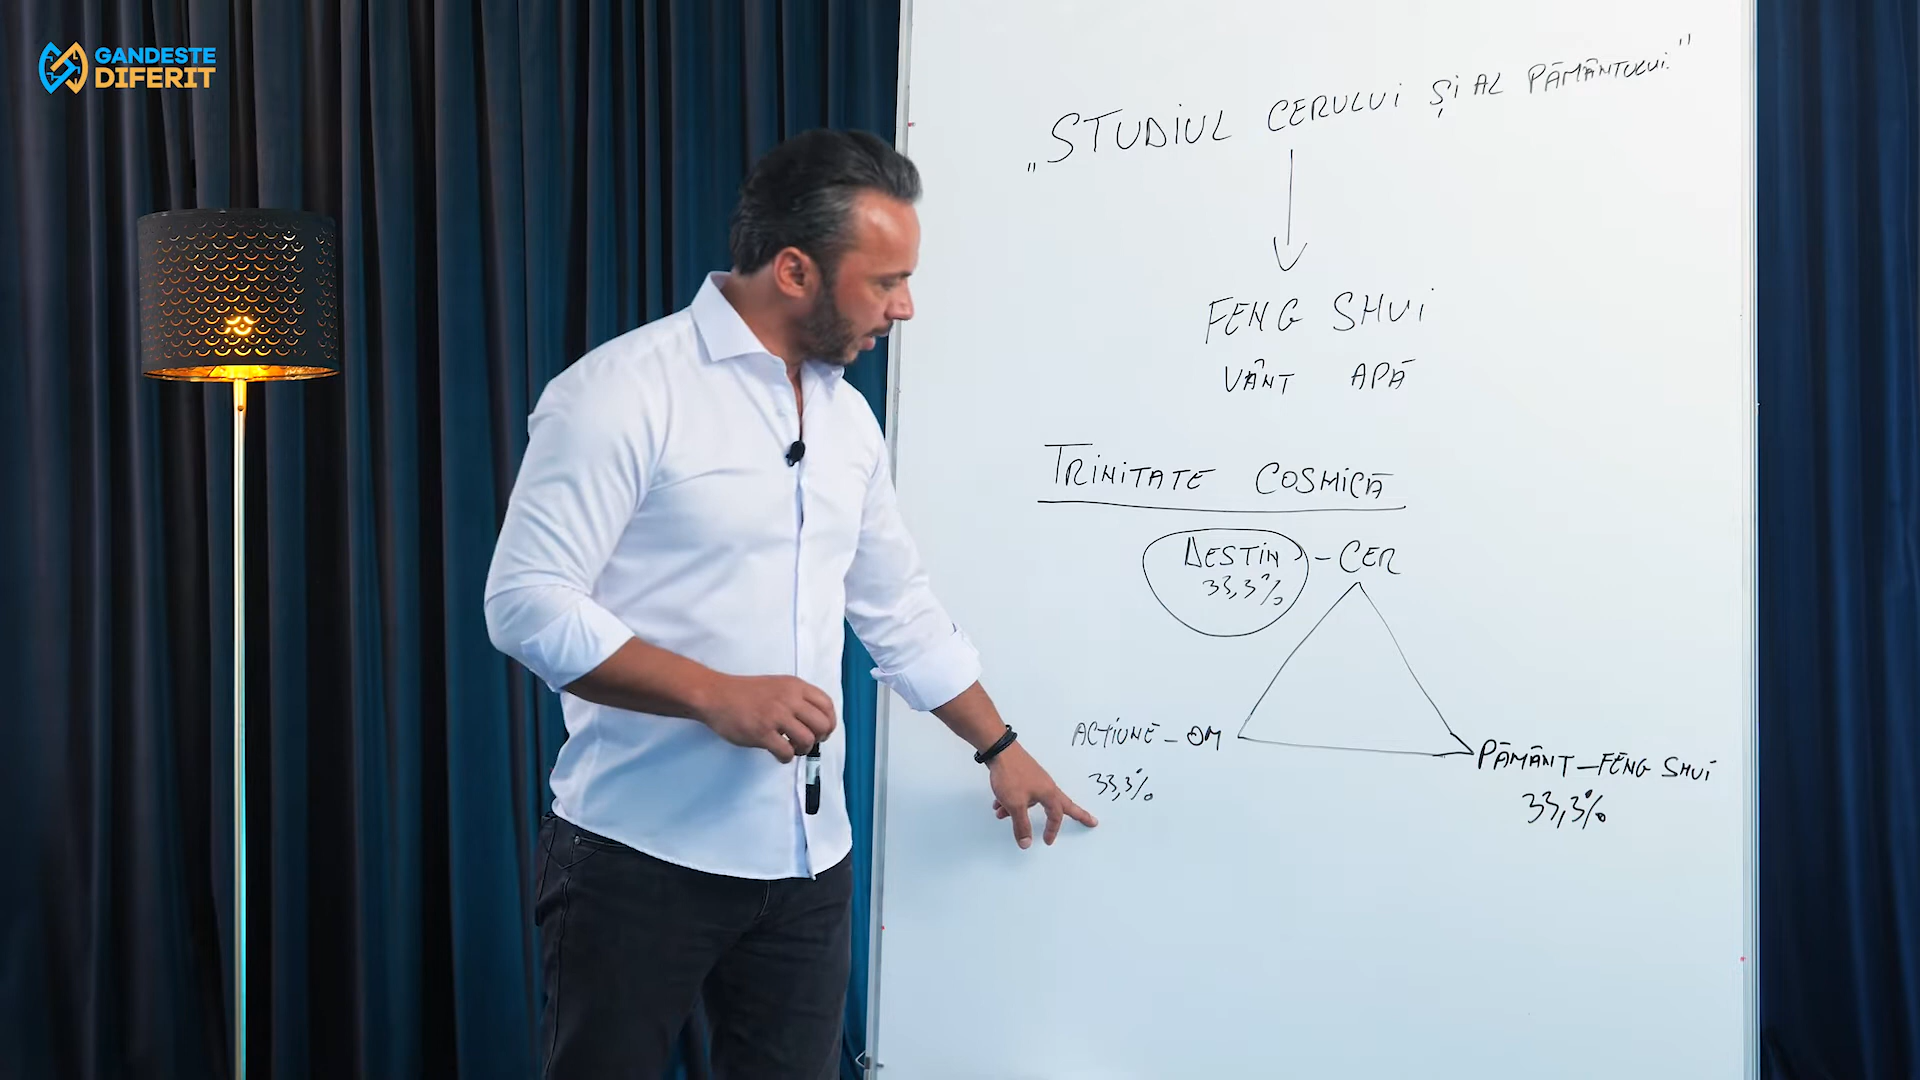 GANDESTE
DIFERIT
„STUDIUL CERULUI ȘI AL PĂMÂNTULUI."
FENG SHUI
VÂNT APĂ
TRINITATE COSMICĂ
DESTIN - CER
33,3%
ACȚIUNE - OM
33,3%
PĂMÂNT - FENG SHUI
33,3%